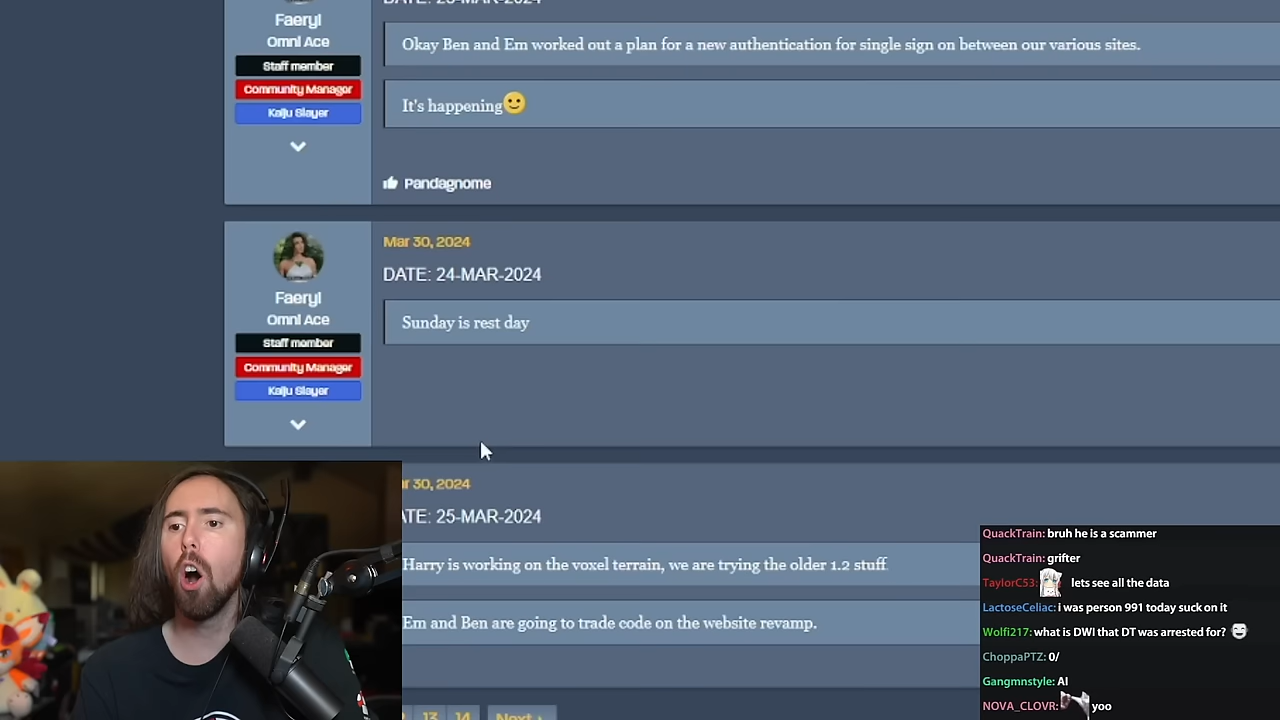 Faeryl
Omni Ace
Staff member
Community Manager
Kaiju Slayer
Okay Ben and Em worked out a plan for a new authentication for single sign on between our various sites.
It's happening
Pandagnome
Faeryl
Omni Ace
Staff member
Community Manager
Kaiju Slayer
Mar 30, 2024
DATE: 24-MAR-2024
Sunday is rest day
r 30, 2024
ATE: 25-MAR-2024
Harry is working on the voxel terrain, we are trying the older 1.2 stuff.
Em and Ben are going to trade code on the website revamp.
13 14 Next
QuackTrain: bruh he is a scammer
QuackTrain: grifter
TaylorC53: lets see all the data
LactoseCeliac: i was person 991 today suck on it
Wolfi217: what is DWI that DT was arrested for?
ChoppaPTZ: 0/
Gangmnstyle: AI
NOVA_CLOVR: yoo